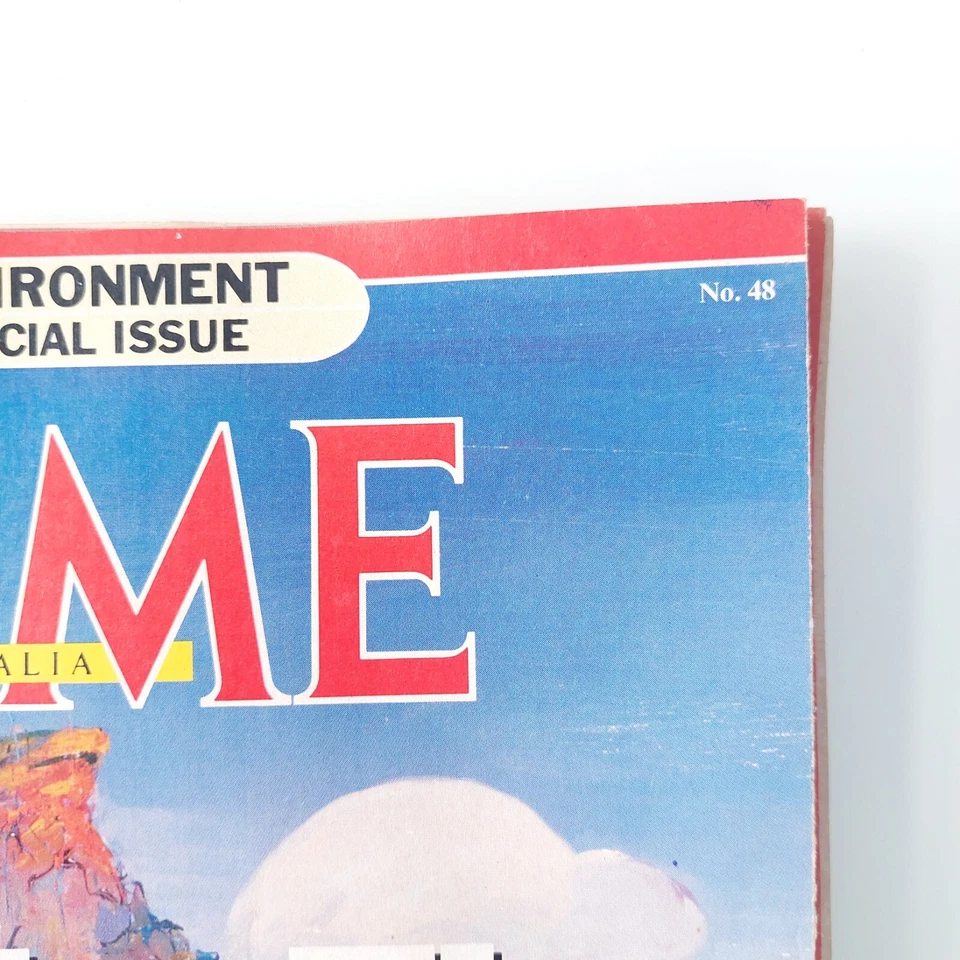 IRONMENT
CIAL ISSUE
No. 48
ME
ALIA